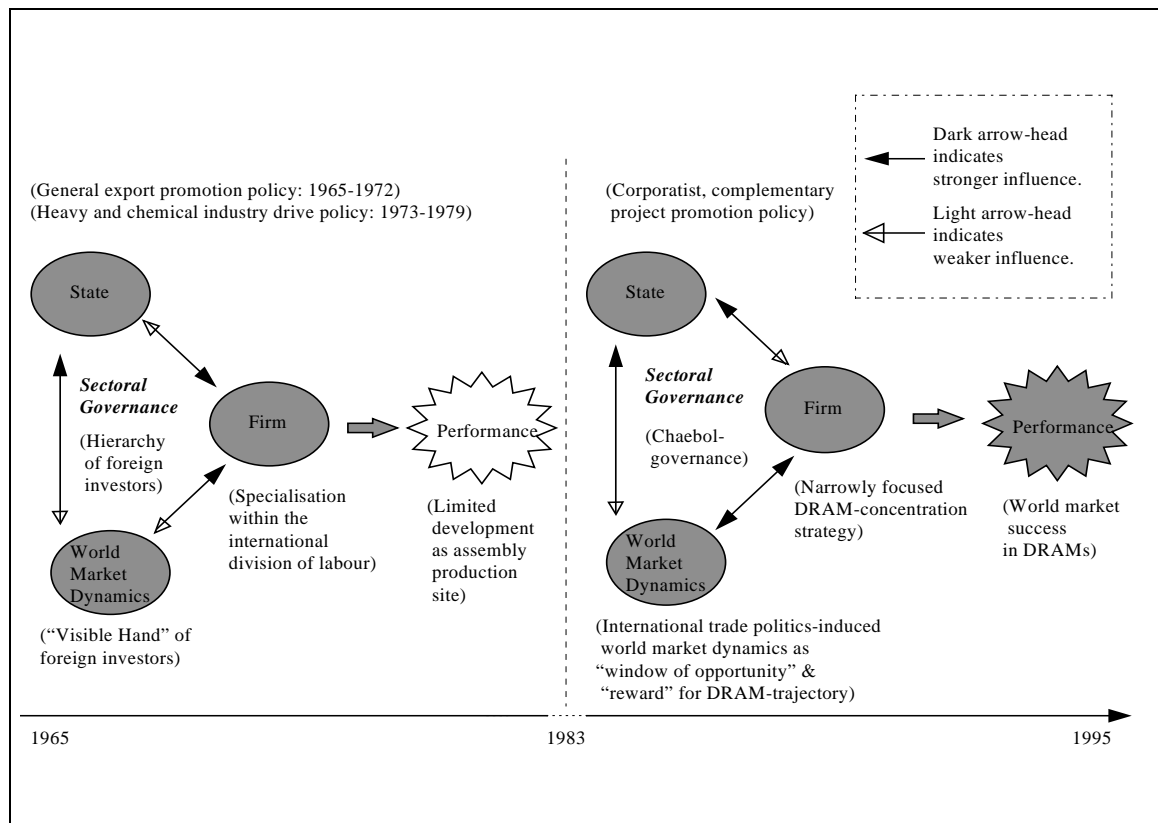 Dark arrow-head
indicates
stronger influence.
Light arrow-head
indicates
weaker influence.
(General export promotion policy: 1965-1972)
(Heavy and chemical industry drive policy: 1973-1979)
State
Sectoral
Governance
(Hierarchy
of foreign
investors)
Firm
Performance
(Specialisation
within the
international
division of labour)
(Limited
development
as assembly
production
site)
World
Market
Dynamics
(“Visible Hand” of
foreign investors)
(Corporatist, complementary
project promotion policy)
State
Sectoral
Governance
(Chaebol-
governance)
Firm
Performance
(Narrowly focused
DRAM-concentration
strategy)
(World market
success
in DRAMs)
World
Market
Dynamics
(International trade politics-induced
world market dynamics as
“window of opportunity” &
“reward” for DRAM-trajectory)
1965
1983
1995